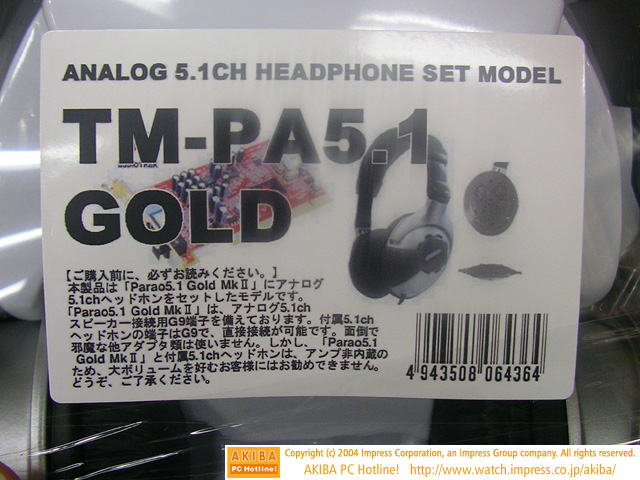 ANALOG 5.1CH HEADPHONE SET MODEL
TM-PA5.1
GOLD
【ご購入前に、必ずお読みください。】
本製品は「Parao5.1 Gold MkⅡ」にアナログ
5.1chヘッドホンをセットしたモデルです。
「Parao5.1 Gold MkⅡ」は、アナログ5.1ch
スピーカー接続用G9端子を備えております。付属5.1ch
ヘッドホンの端子はG9で、直接接続が可能です。面倒で
邪魔な他アダプタ類は使いません。しかし、「Parao5.1
Gold MkⅡ」と付属5.1chヘッドホンは、アンプ非内蔵の
ため、大ボリュームを好むお客様にはお勧めできません。
どうぞ、ご了承ください。
4 943508 064364
AKIBA
PC Hotline!
Copyright (c) 2004 Impress Corporation, an Impress Group company. All rights reserved.
AKIBA PC Hotline! http://www.watch.impress.co.jp/akiba/